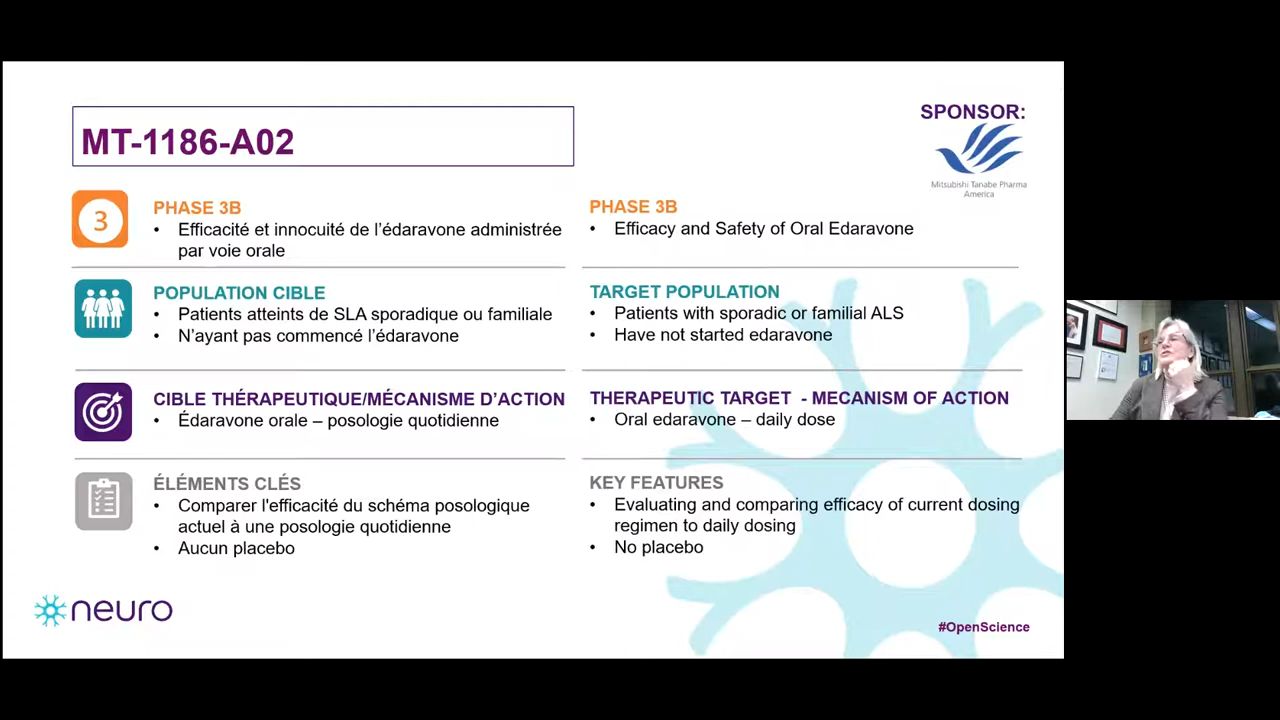 MT-1186-A02
SPONSOR:
Mitsubishi Tanabe Pharma
America
3
PHASE 3B
• Efficacité et innocuité de l'édaravone administrée
par voie orale
PHASE 3B
• Efficacy and Safety of Oral Edaravone
POPULATION CIBLE
• Patients atteints de SLA sporadique ou familiale
• N'ayant pas commencé l'édaravone
TARGET POPULATION
• Patients with sporadic or familial ALS
• Have not started edaravone
CIBLE THÉRAPEUTIQUE/MÉCANISME D'ACTION
• Édaravone orale – posologie quotidienne
THERAPEUTIC TARGET - MECANISM OF ACTION
• Oral edaravone – daily dose
ÉLÉMENTS CLÉS
• Comparer l'efficacité du schéma posologique
actuel à une posologie quotidienne
• Aucun placebo
KEY FEATURES
• Evaluating and comparing efficacy of current dosing
regimen to daily dosing
• No placebo
neuro
#OpenScience